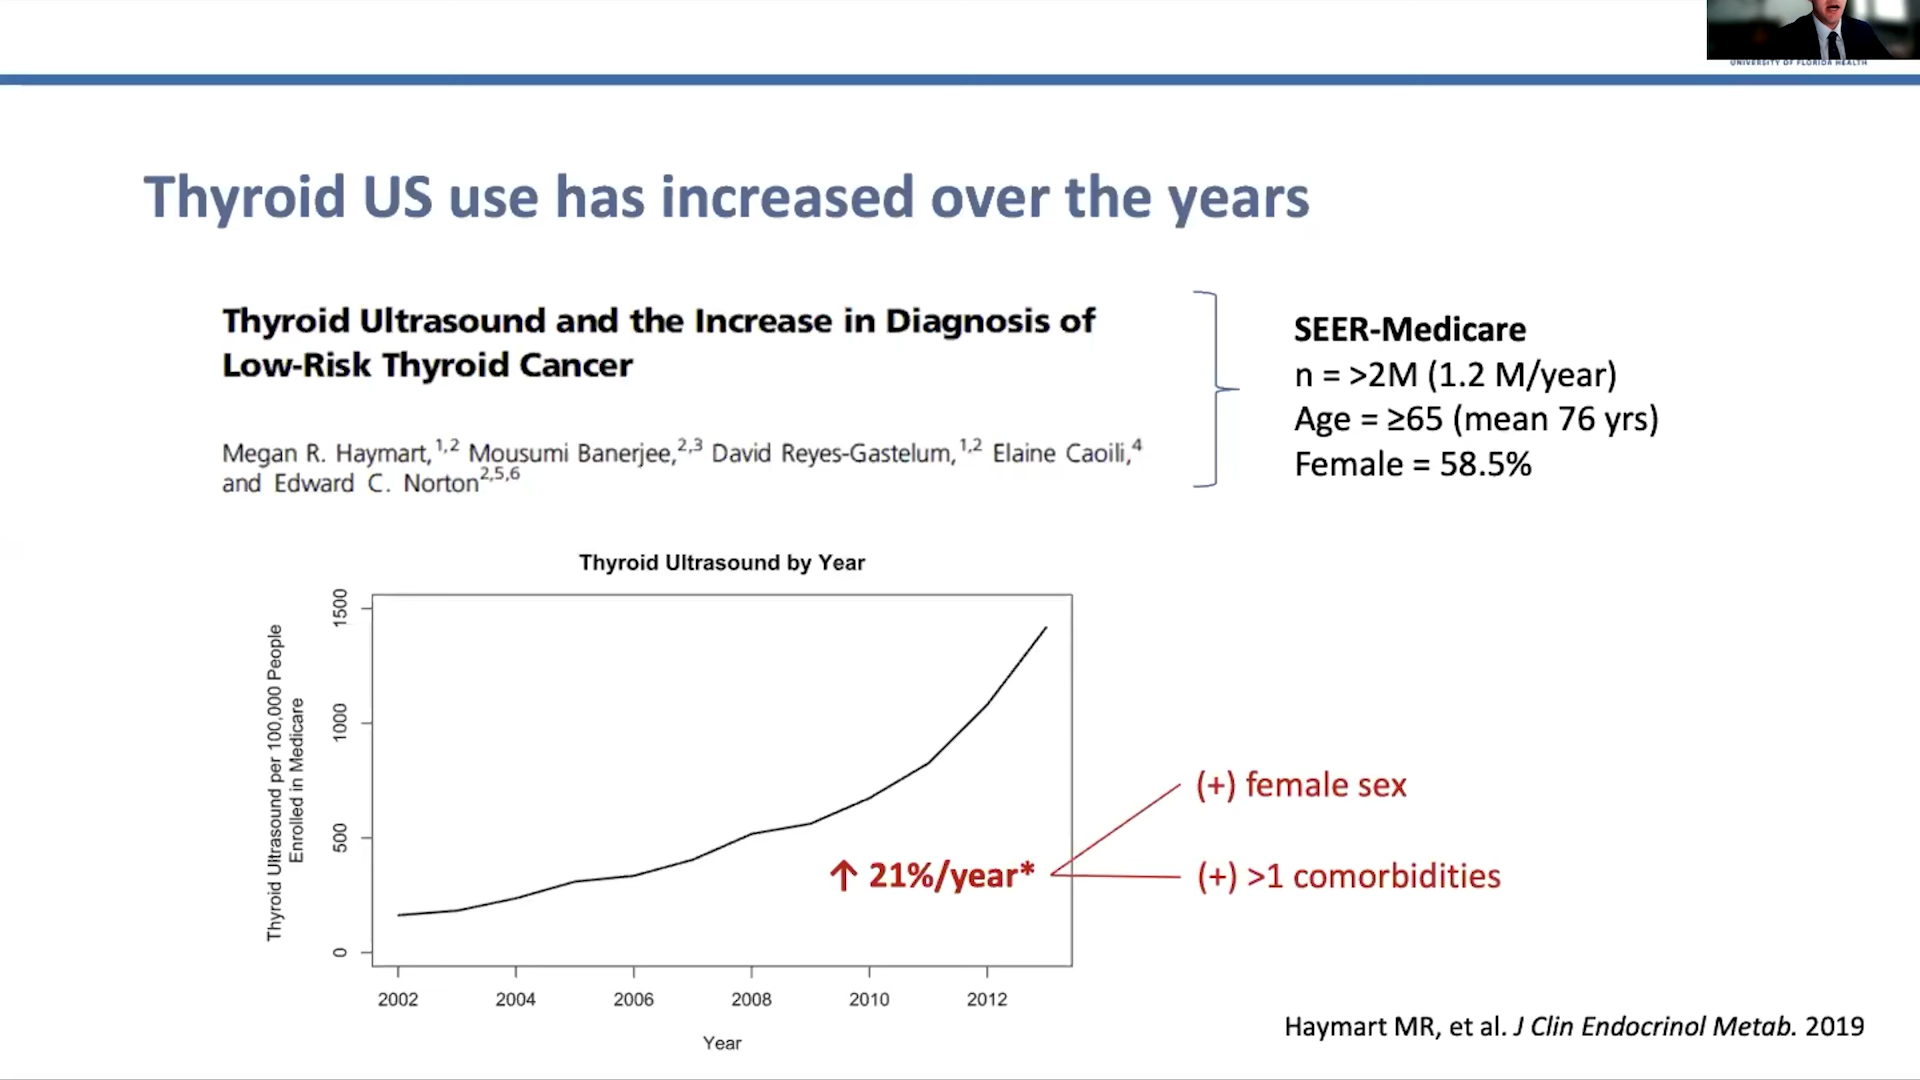 UNIVERSITY OF FLORIDA HEALTH
Thyroid US use has increased over the years
Thyroid Ultrasound and the Increase in Diagnosis of
Low-Risk Thyroid Cancer
Megan R. Haymart,1,2 Mousumi Banerjee,2,3 David Reyes-Gastelum,1,2 Elaine Caoili,4
and Edward C. Norton2,5,6
SEER-Medicare
n = >2M (1.2 M/year)
Age = ≥65 (mean 76 yrs)
Female = 58.5%
Thyroid Ultrasound by Year
Thyroid Ultrasound per 100,000 People
Enrolled in Medicare
1500
1000
500
0
2002 2004 2006 2008 2010 2012
Year
↑ 21%/year*
(+) female sex
(+) >1 comorbidities
Haymart MR, et al. J Clin Endocrinol Metab. 2019